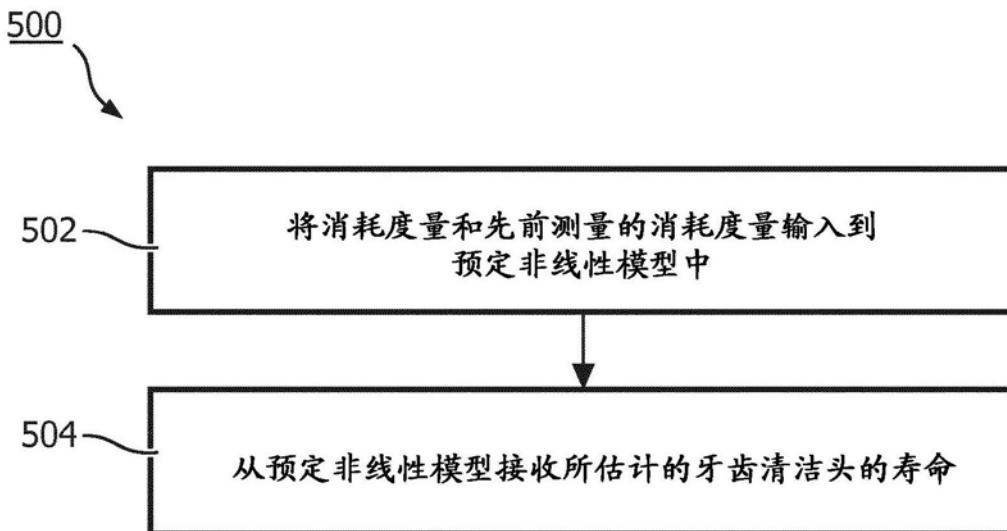 500
502
将消耗度量和先前测量的消耗度量输入到
预定非线性模型中
504
从预定非线性模型接收所估计的牙齿清洁头的寿命